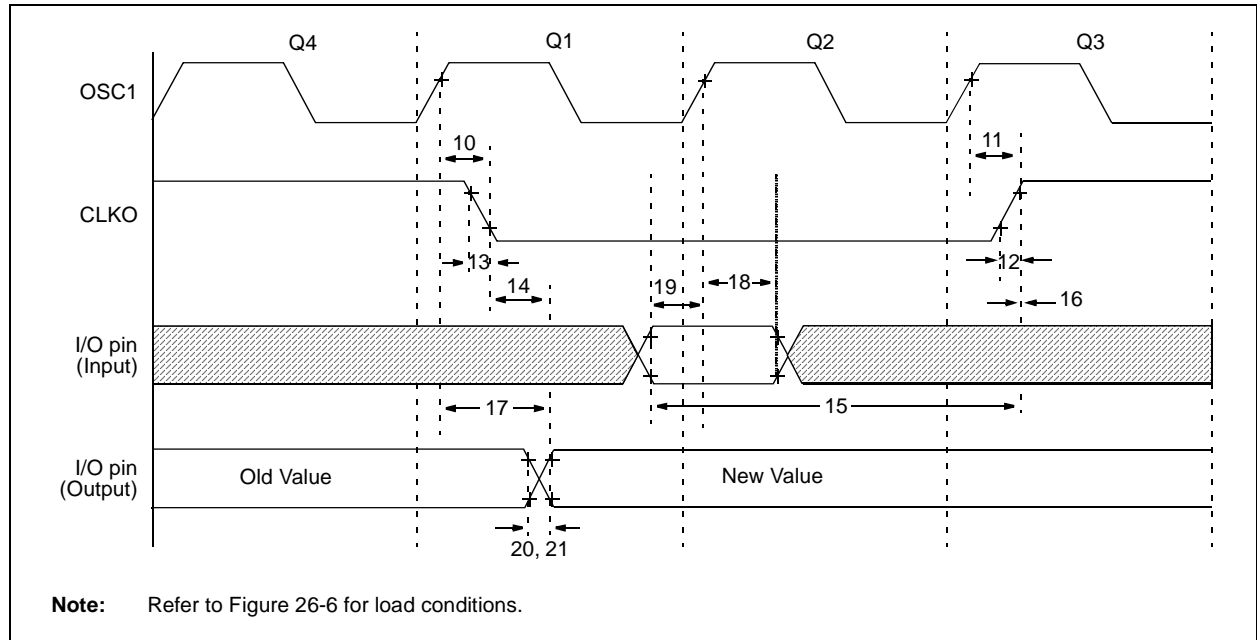 Q4 Q1 Q2 Q3
OSC1
10 11
CLKO
13 12
14 19 18 16
I/O pin
(Input)
17 15
I/O pin
(Output)
Old Value New Value
20, 21
Note: Refer to Figure 26-6 for load conditions.